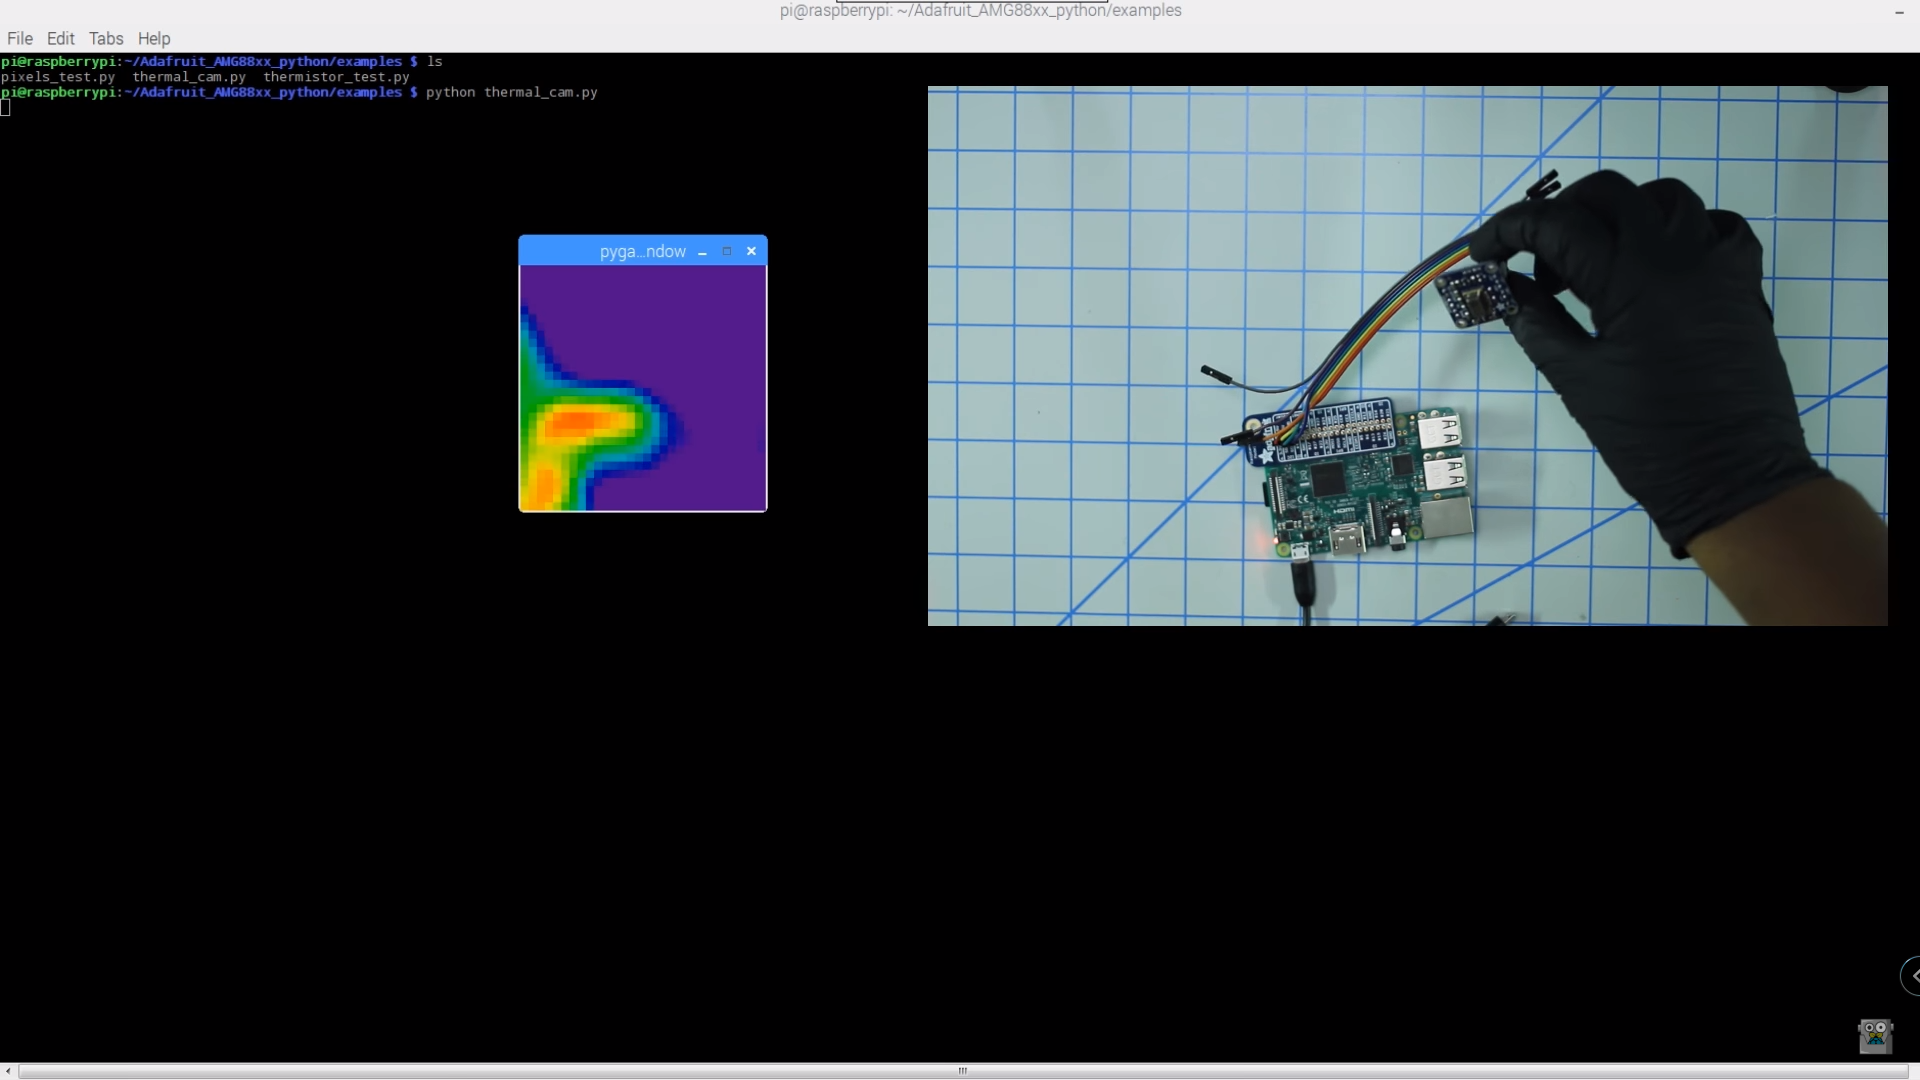 pi@raspberrypi: ~/Adafruit_AMG88xx_python/examples
File Edit Tabs Help
pi@raspberrypi:~/Adafruit_AMG88xx_python/examples $ ls
pixels_test.py thermal_cam.py thermistor_test.py
pi@raspberrypi:~/Adafruit_AMG88xx_python/examples $ python thermal_cam.py
pyga...ndow
HDMI